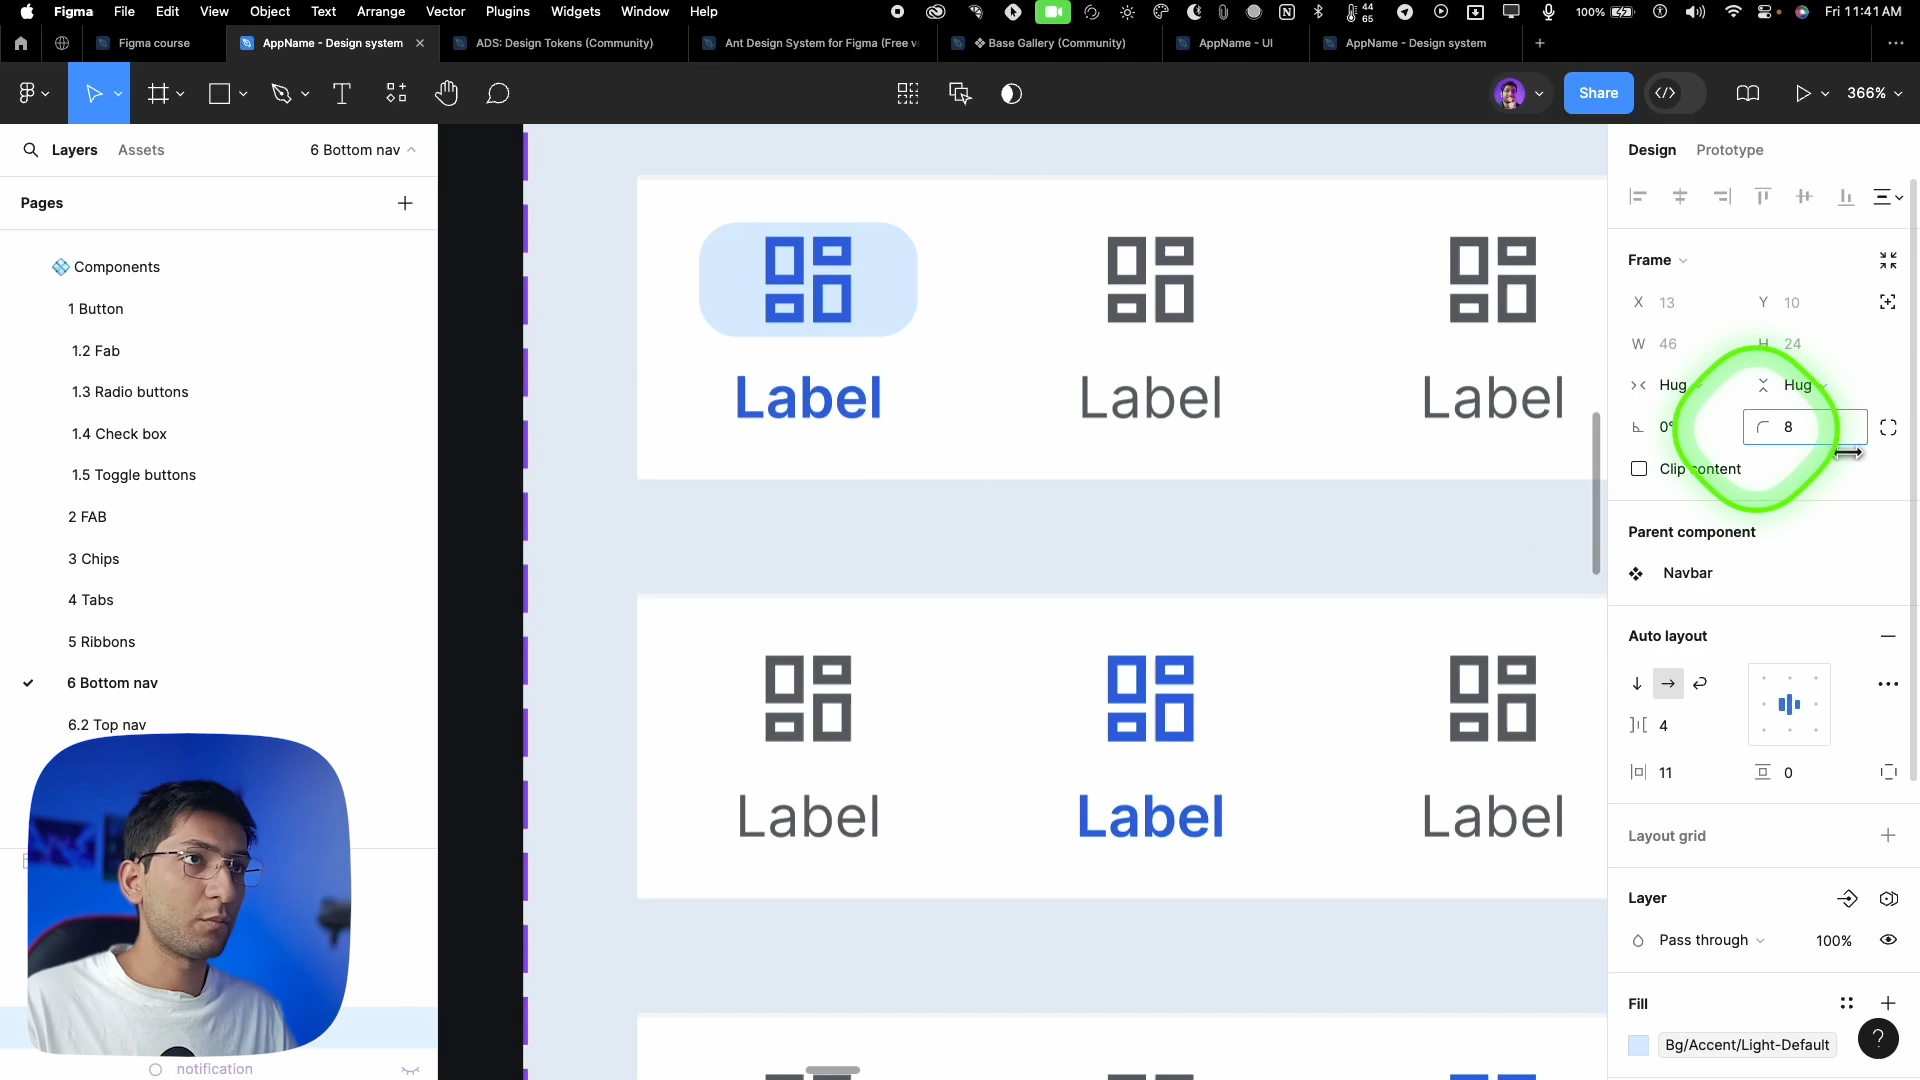 Figma File Edit View Object Text Arrange Vector Plugins Widgets Window Help
44
65
100%
Fri 11:41 AM
Figma course
AppName - Design system
ADS: Design Tokens (Community)
Ant Design System for Figma (Free v
❖ Base Gallery (Community)
AppName - UI
AppName - Design system
Share
366%
Layers Assets
6 Bottom nav
Pages
Components
1 Button
1.2 Fab
1.3 Radio buttons
1.4 Check box
1.5 Toggle buttons
2 FAB
3 Chips
4 Tabs
5 Ribbons
6 Bottom nav
6.2 Top nav
notification
Label Label Label
Label Label Label
Design Prototype
Frame
X 13 Y 10
W 46 H 24
Hug Hug
0° 8
Clip content
Parent component
Navbar
Auto layout
4
11 0
Layout grid
Layer
Pass through 100%
Fill
Bg/Accent/Light-Default
?